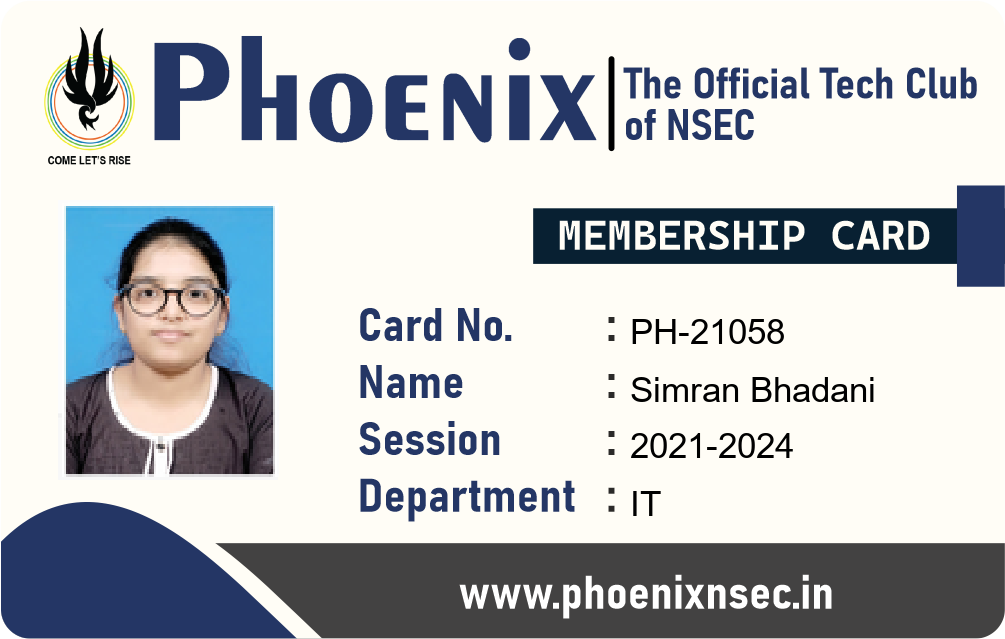 PHOENIX
The Official Tech Club
of NSEC
COME LET'S RISE
MEMBERSHIP CARD
Card No. : PH-21058
Name : Simran Bhadani
Session : 2021-2024
Department : IT
www.phoenixnsec.in